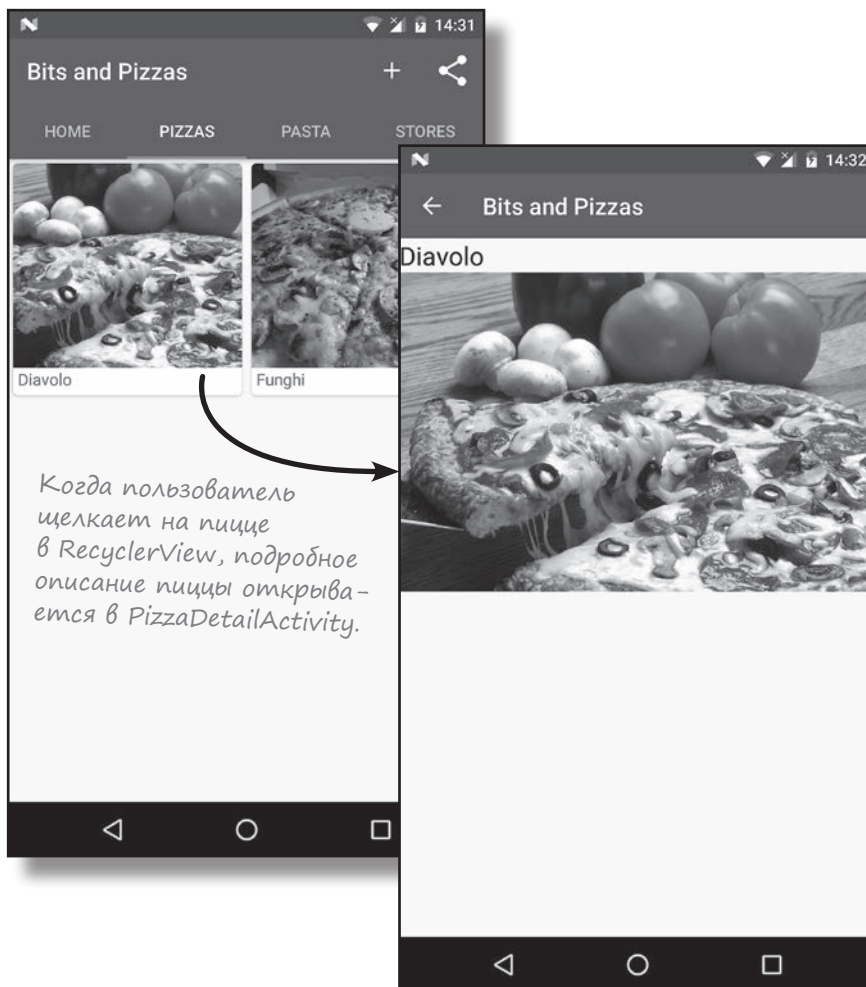 14:31
Bits and Pizzas
HOME PIZZAS PASTA STORES
Diavolo Funghi
Когда пользователь
щелкает на пицце
в RecyclerView, подробное
описание пиццы открыва-
ется в PizzaDetailActivity.
14:32
Bits and Pizzas
Diavolo